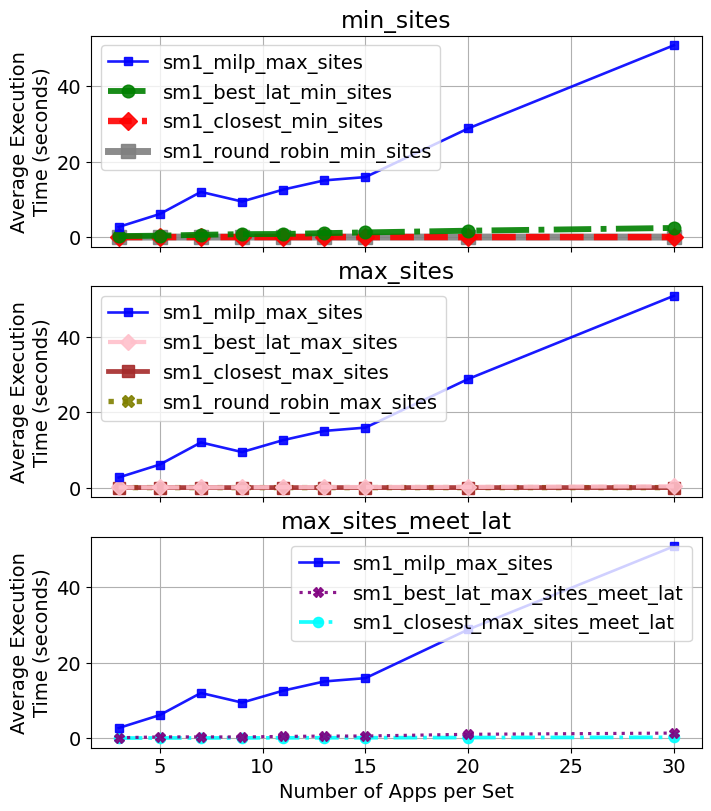 min_sites
Average Execution
Time (seconds)
40
20
0
sm1_milp_max_sites
sm1_best_lat_min_sites
sm1_closest_min_sites
sm1_round_robin_min_sites
max_sites
Average Execution
Time (seconds)
40
20
0
sm1_milp_max_sites
sm1_best_lat_max_sites
sm1_closest_max_sites
sm1_round_robin_max_sites
max_sites_meet_lat
Average Execution
Time (seconds)
40
20
0
sm1_milp_max_sites
sm1_best_lat_max_sites_meet_lat
sm1_closest_max_sites_meet_lat
5 10 15 20 25 30
Number of Apps per Set